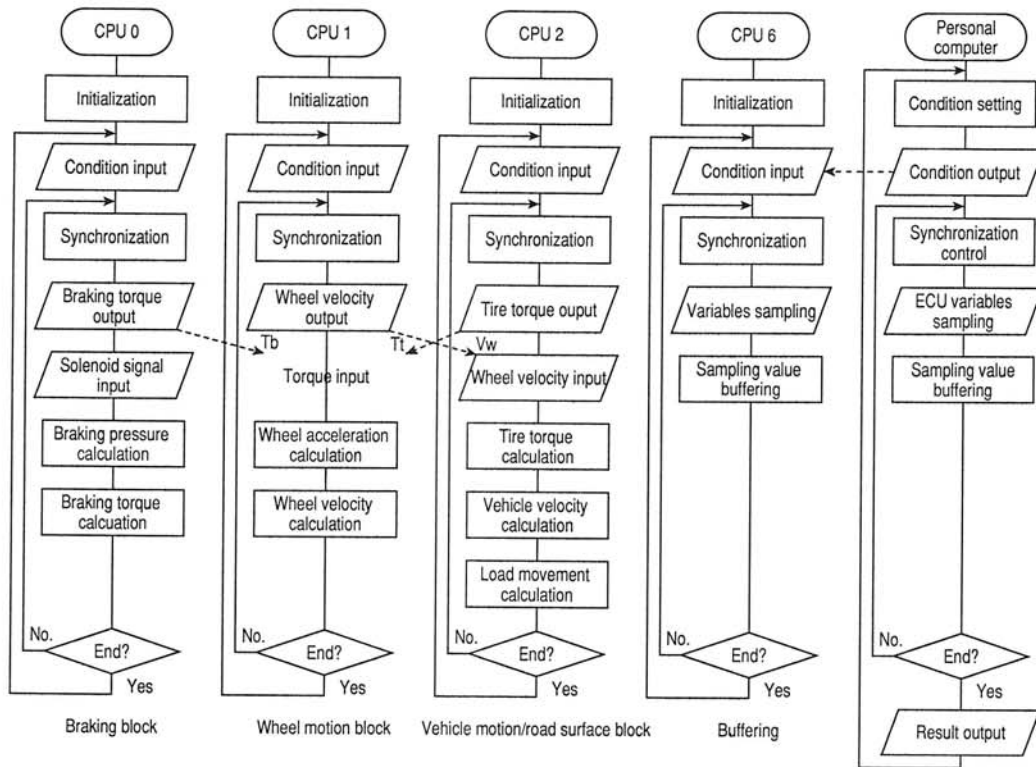 CPU 0
Initialization
Condition input
Synchronization
Braking torque
output
Tb
Solenoid signal
input
Braking pressure
calculation
Braking torque
calcuation
No.
End?
Yes
Braking block
CPU 1
Initialization
Condition input
Synchronization
Wheel velocity
output
Tt
Torque input
Wheel acceleration
calculation
Wheel velocity
calculation
No.
End?
Yes
Wheel motion block
CPU 2
Initialization
Condition input
Synchronization
Tire torque ouput
Vw
Wheel velocity input
Tire torque
calculation
Vehicle velocity
calculation
Load movement
calculation
No.
End?
Yes
Vehicle motion/road surface block
CPU 6
Initialization
Condition input
Synchronization
Variables sampling
Sampling value
buffering
No.
End?
Yes
Buffering
Personal
computer
Condition setting
Condition output
Synchronization
control
ECU variables
sampling
Sampling value
buffering
No.
End?
Yes
Result output